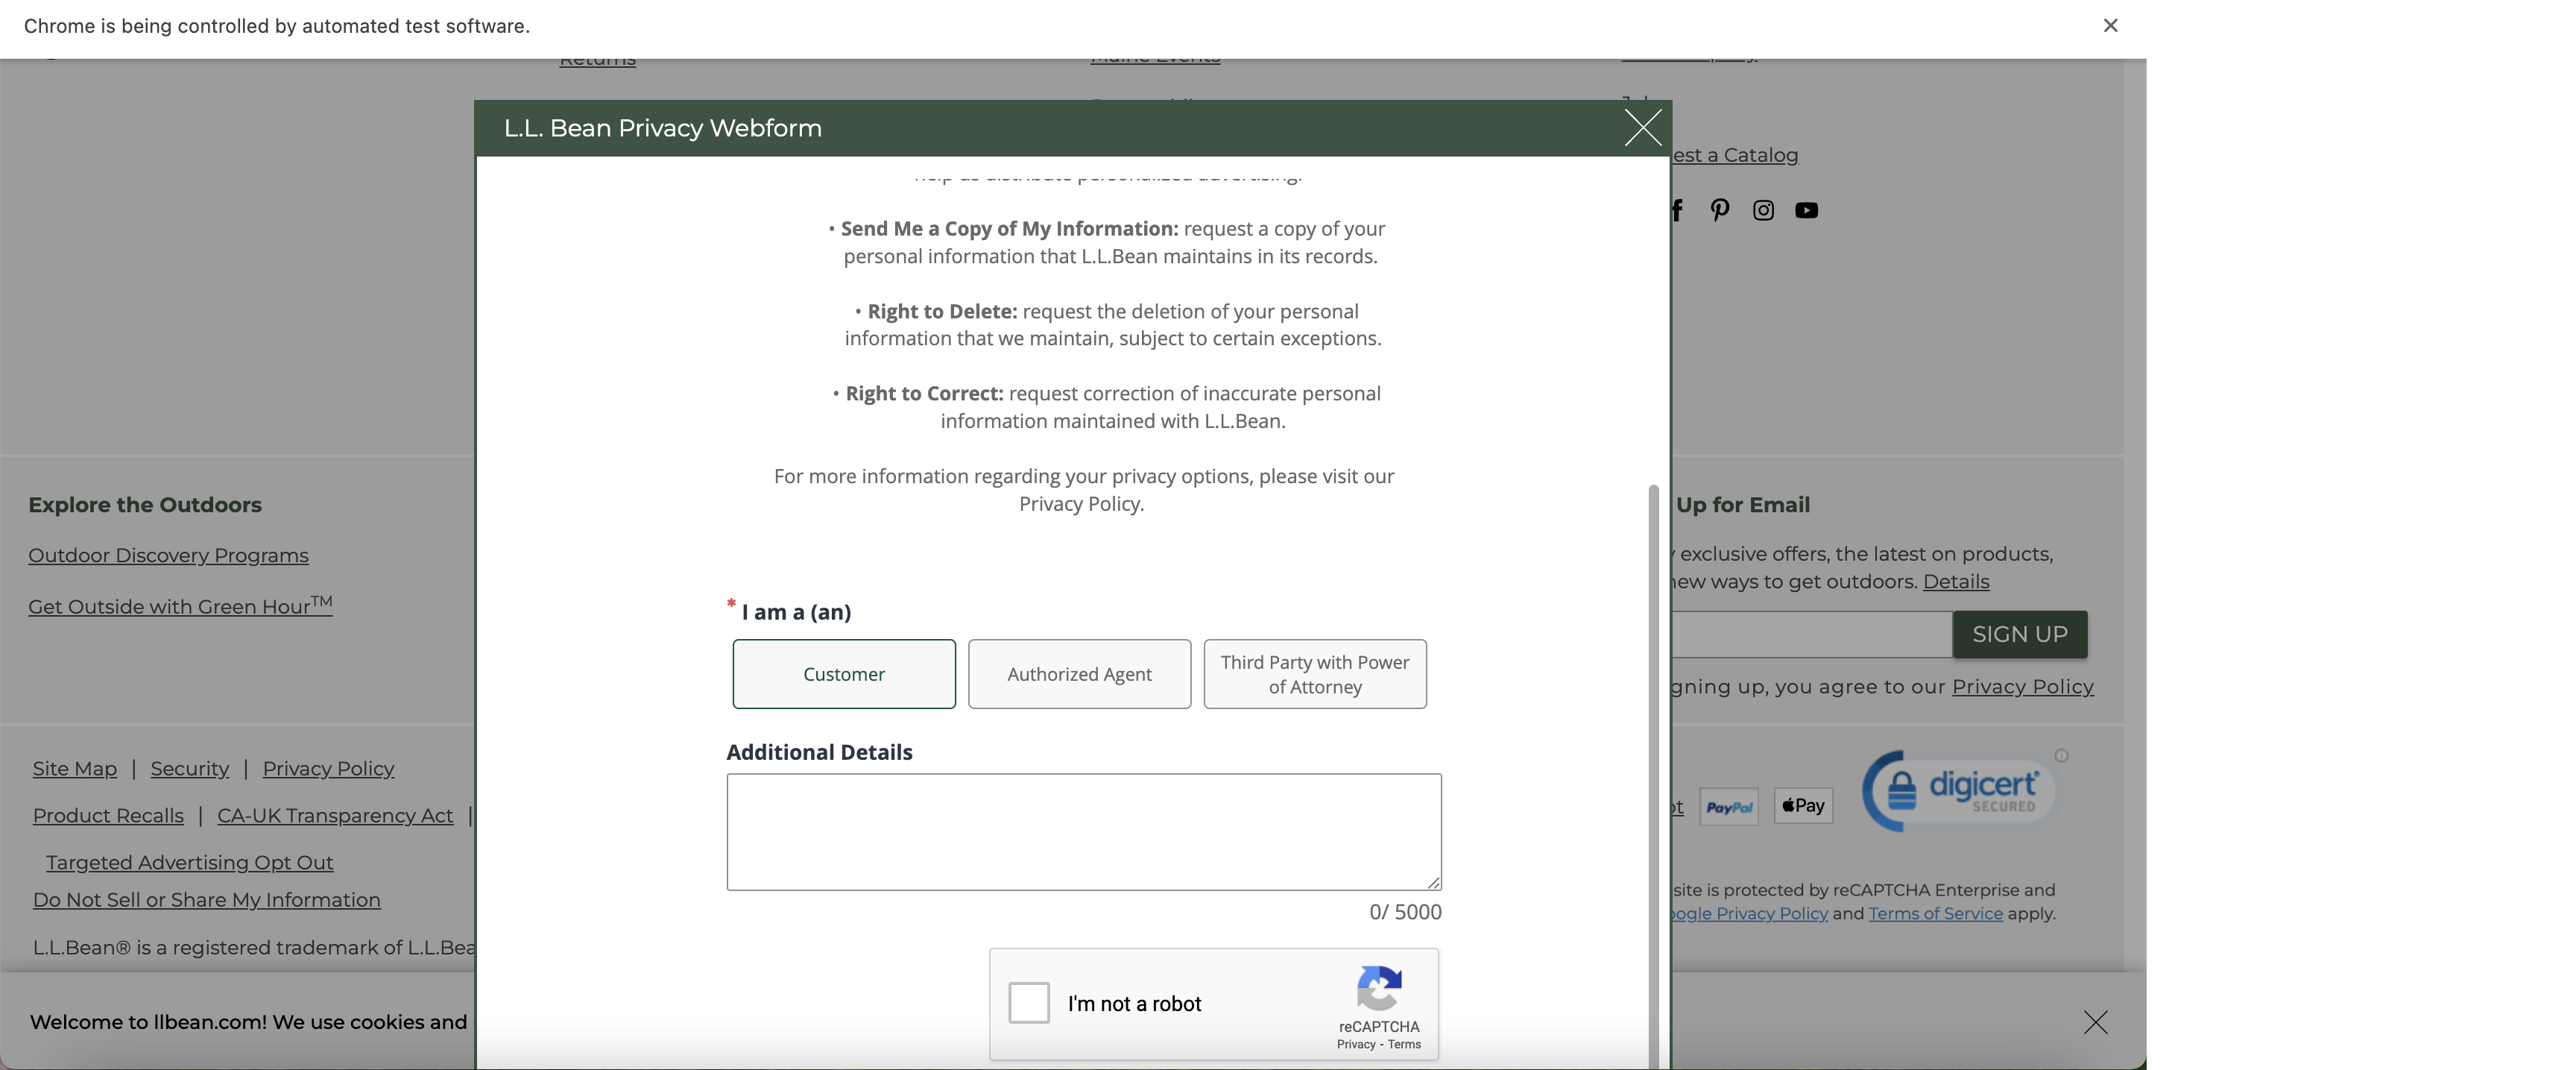 Chrome is being controlled by automated test software.
Returns
Maine Events
L.L. Bean Privacy Webform
est a Catalog
help us distribute personalized advertising.
• Send Me a Copy of My Information: request a copy of your
personal information that L.L.Bean maintains in its records.
• Right to Delete: request the deletion of your personal
information that we maintain, subject to certain exceptions.
• Right to Correct: request correction of inaccurate personal
information maintained with L.L.Bean.
For more information regarding your privacy options, please visit our
Privacy Policy.
Explore the Outdoors
Outdoor Discovery Programs
Get Outside with Green Hour™
Up for Email
exclusive offers, the latest on products,
new ways to get outdoors. Details
SIGN UP
gning up, you agree to our Privacy Policy
* I am a (an)
Customer
Authorized Agent
Third Party with Power
of Attorney
Additional Details
0/ 5000
I'm not a robot
reCAPTCHA
Privacy - Terms
Site Map | Security | Privacy Policy
Product Recalls | CA-UK Transparency Act |
Targeted Advertising Opt Out
Do Not Sell or Share My Information
L.L.Bean® is a registered trademark of L.L.Bea
PayPal
Pay
digicert
SECURED
site is protected by reCAPTCHA Enterprise and
ogle Privacy Policy and Terms of Service apply.
Welcome to llbean.com! We use cookies and